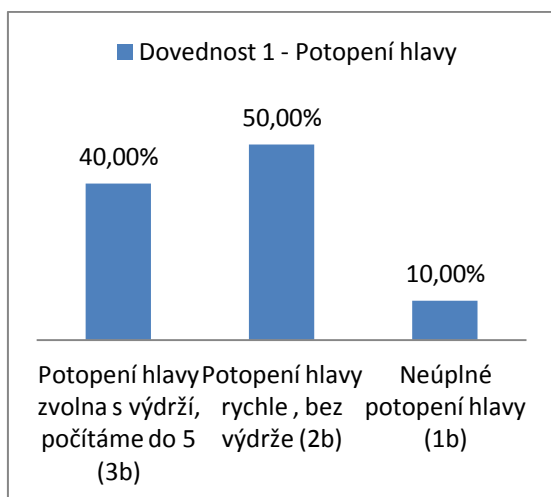 Dovednost 1 - Potopení hlavy
50,00%
40,00%
10,00%
Potopení hlavy
zvolna s výdrží,
počítáme do 5
(3b)
Potopení hlavy
rychle , bez
výdrže (2b)
Neúplné
potopení hlavy
(1b)